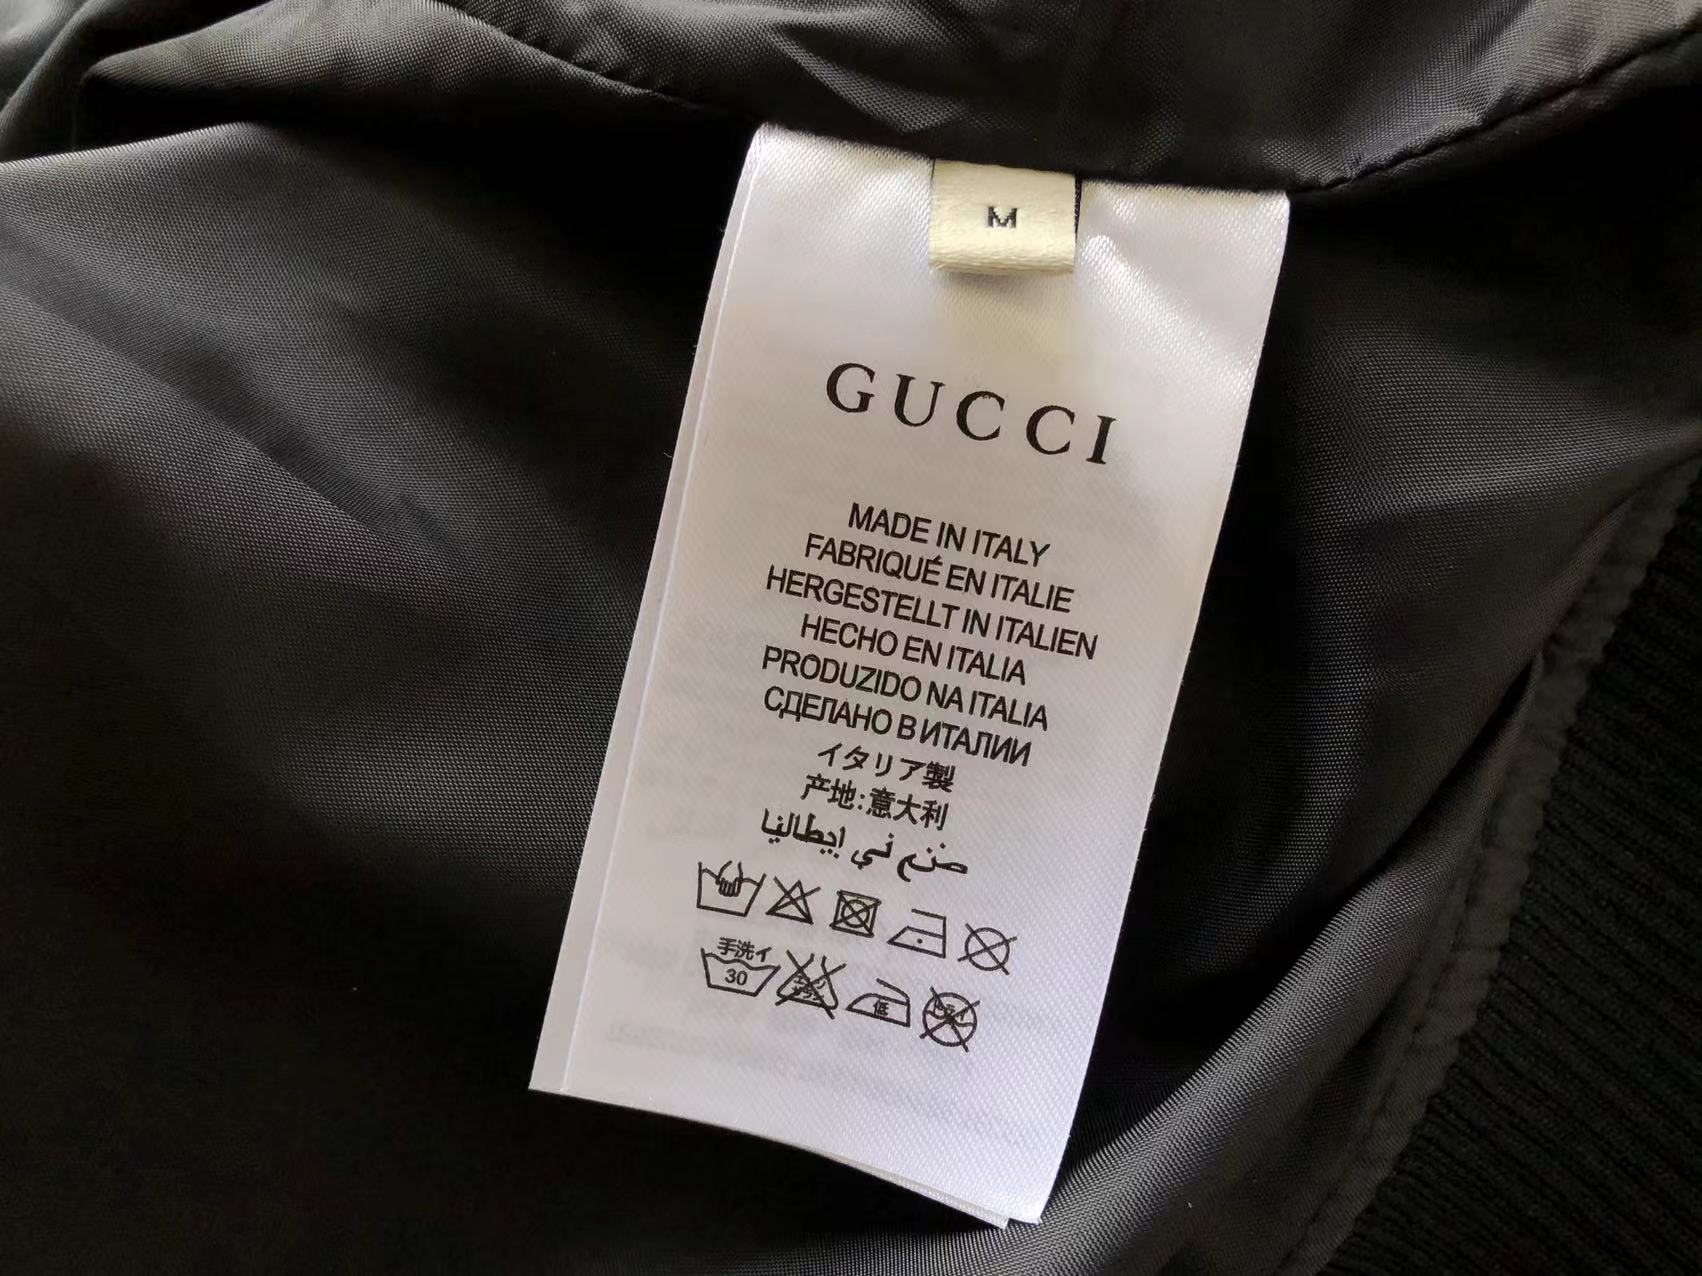 M
GUCCI
MADE IN ITALY
FABRIQUÉ EN ITALIE
HERGESTELLT IN ITALIEN
HECHO EN ITALIA
PRODUZIDO NA ITALIA
СДЕЛАНО В ИТАЛИИ
イタリア製
产地:意大利
صنع في إيطاليا
手洗イ
30
低